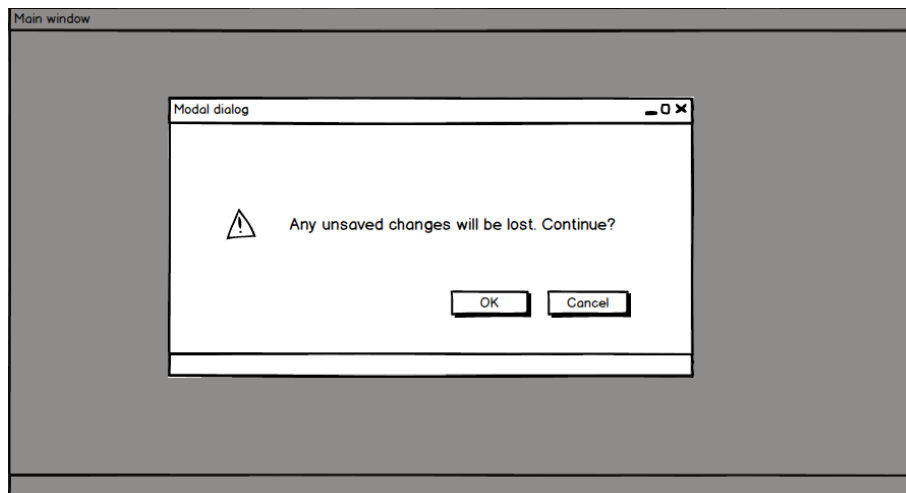 Main window
Modal dialog
Any unsaved changes will be lost. Continue?
OK
Cancel